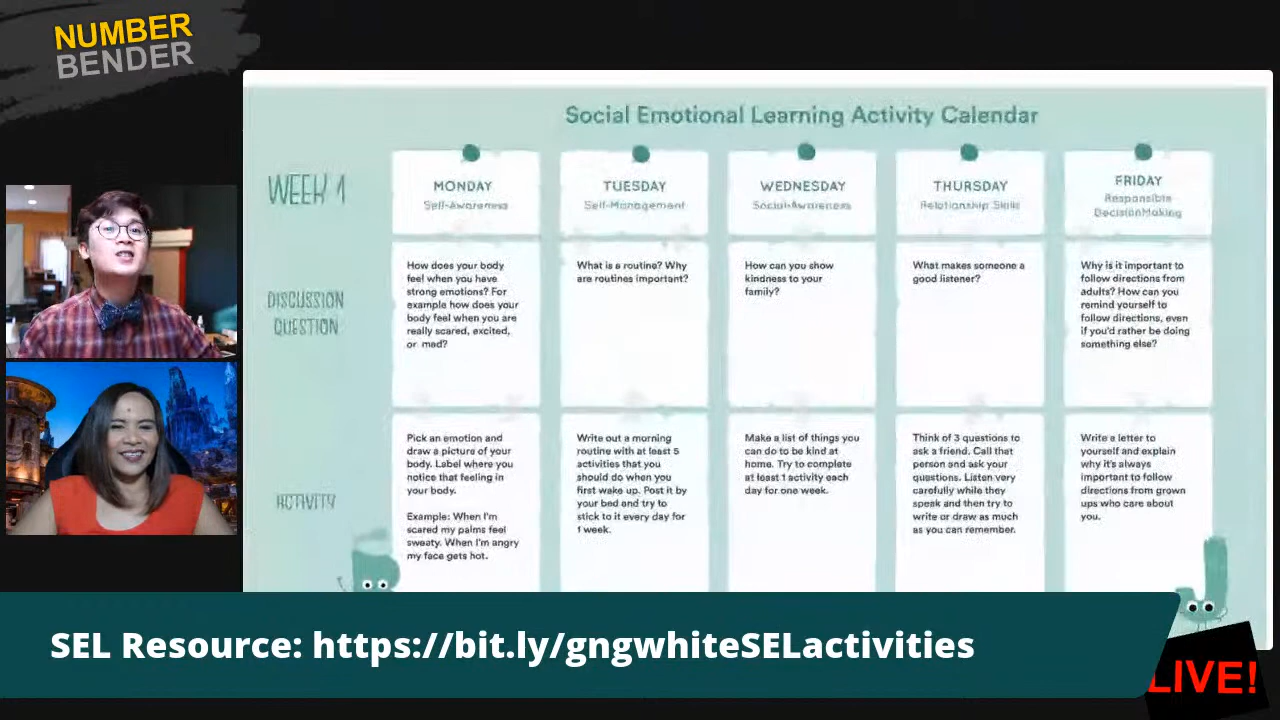 NUMBER
BENDER
Social Emotional Learning Activity Calendar
WEEK 1
MONDAY
Self-Awareness
TUESDAY
Self-Management
WEDNESDAY
Social-Awareness
THURSDAY
Relationship Skills
FRIDAY
Responsible
DecisionMaking
DISCUSSION
QUESTION
How does your body
feel when you have
strong emotions? For
example how does your
body feel when you are
really scared, excited,
or mad?
What is a routine? Why
are routines important?
How can you show
kindness to your
family?
What makes someone a
good listener?
Why is it important to
follow directions from
adults? How can you
remind yourself to
follow directions, even
if you'd rather be doing
something else?
ACTIVITY
Pick an emotion and
draw a picture of your
body. Label where you
notice that feeling in
your body.
Example: When I'm
scared my palms feel
sweaty. When I'm angry
my face gets hot.
Write out a morning
routine with at least 5
activities that you
should do when you
first wake up. Post it by
your bed and try to
stick to it every day for
1 week.
Make a list of things you
can do to be kind at
home. Try to complete
at least 1 activity each
day for one week.
Think of 3 questions to
ask a friend. Call that
person and ask your
questions. Listen very
carefully while they
speak and then try to
write or draw as much
as you can remember.
Write a letter to
yourself and explain
why it's always
important to follow
directions from grown
ups who care about
you.
SEL Resource: https://bit.ly/gngwhiteSELactivities
LIVE!